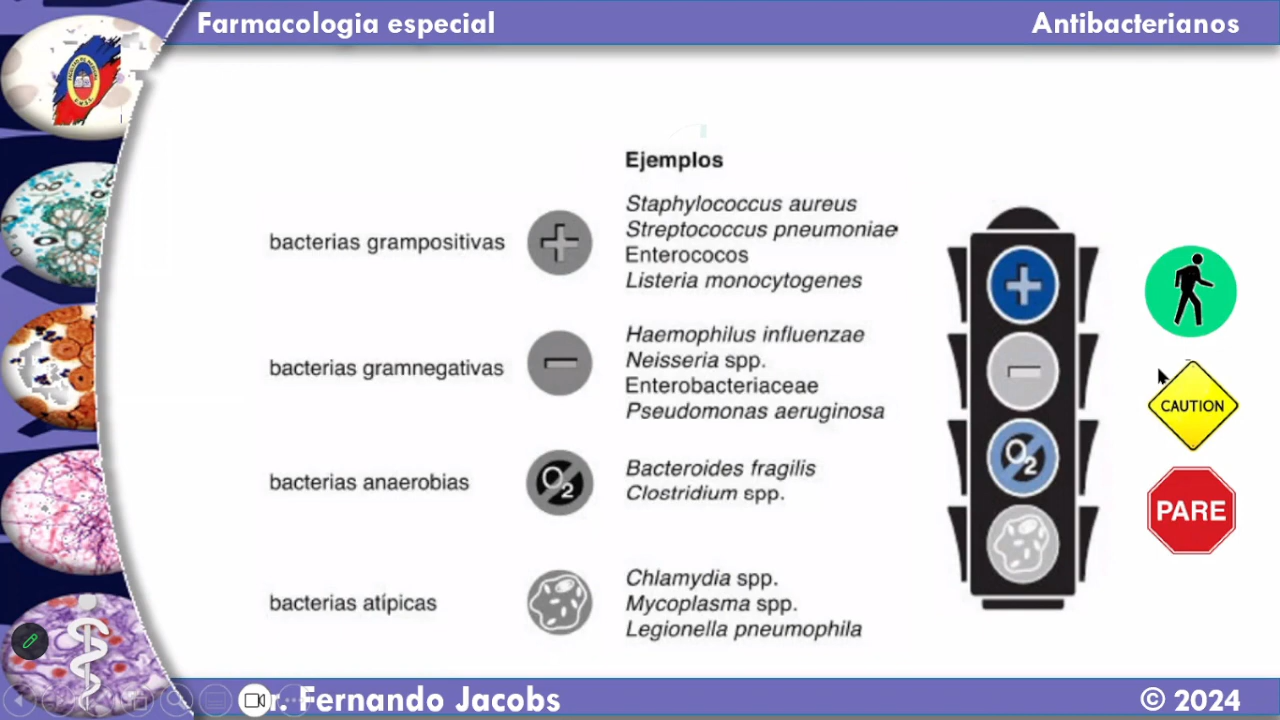 Farmacologia especial
Antibacterianos
Ejemplos
bacterias grampositivas
Staphylococcus aureus
Streptococcus pneumoniae
Enterococos
Listeria monocytogenes
bacterias gramnegativas
Haemophilus influenzae
Neisseria spp.
Enterobacteriaceae
Pseudomonas aeruginosa
bacterias anaerobias
O2
Bacteroides fragilis
Clostridium spp.
bacterias atípicas
Chlamydia spp.
Mycoplasma spp.
Legionella pneumophila
O2
CAUTION
PARE
r. Fernando Jacobs
© 2024